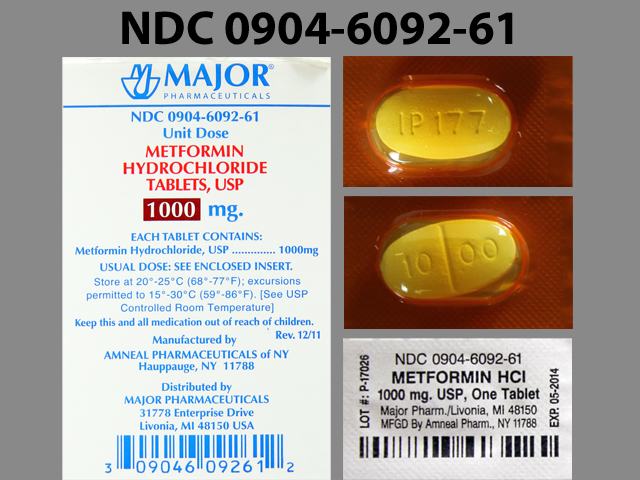 NDC 0904-6092-61
MAJOR®
PHARMACEUTICALS
NDC 0904-6092-61
Unit Dose
METFORMIN
HYDROCHLORIDE
TABLETS, USP
1000 mg.
EACH TABLET CONTAINS:
Metformin Hydrochloride, USP .............. 1000mg
USUAL DOSE: SEE ENCLOSED INSERT.
Store at 20°-25°C (68°-77°F); excursions
permitted to 15°-30°C (59°-86°F). [See USP
Controlled Room Temperature]
Keep this and all medication out of reach of children.
Rev. 12/11
Manufactured by
AMNEAL PHARMACEUTICALS of NY
Hauppauge, NY 11788
Distributed by
MAJOR PHARMACEUTICALS
31778 Enterprise Drive
Livonia, MI 48150 USA
3 09046 09261 2
IP 177
10 00
LOT #: P-17026
NDC 0904-6092-61
METFORMIN HCl
1000 mg. USP, One Tablet
Major Pharm./Livonia, MI 48150
MFGD By Amneal Pharm., NY 11788
EXP. 05-2014